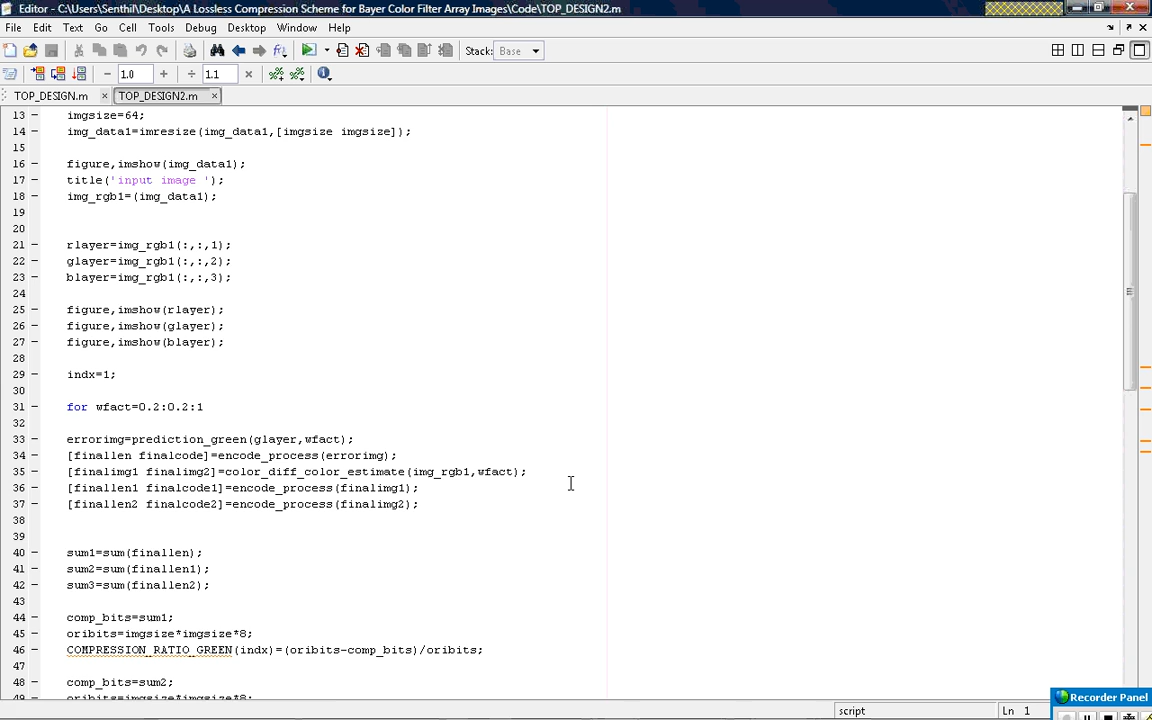 Editor - C:\Users\Senthil\Desktop\A Lossless Compression Scheme for Bayer Color Filter Array Images\Code\TOP_DESIGN2.m
File Edit Text Go Cell Tools Debug Desktop Window Help
Stack: Base
1.0 1.1
TOP_DESIGN.m TOP_DESIGN2.m
13 imgsize=64;
14 img_data1=imresize(img_data1,[imgsize imgsize]);
15
16 figure,imshow(img_data1);
17 title('input image ');
18 img_rgb1=(img_data1);
19
20
21 rlayer=img_rgb1(:,:,1);
22 glayer=img_rgb1(:,:,2);
23 blayer=img_rgb1(:,:,3);
24
25 figure,imshow(rlayer);
26 figure,imshow(glayer);
27 figure,imshow(blayer);
28
29 indx=1;
30
31 for wfact=0.2:0.2:1
32
33 errorimg=prediction_green(glayer,wfact);
34 [finallen finalcode]=encode_process(errorimg);
35 [finalimg1 finalimg2]=color_diff_color_estimate(img_rgb1,wfact);
36 [finallen1 finalcode1]=encode_process(finalimg1);
37 [finallen2 finalcode2]=encode_process(finalimg2);
38
39
40 sum1=sum(finallen);
41 sum2=sum(finallen1);
42 sum3=sum(finallen2);
43
44 comp_bits=sum1;
45 oribits=imgsize*imgsize*8;
46 COMPRESSION_RATIO_GREEN(indx)=(oribits-comp_bits)/oribits;
47
48 comp_bits=sum2;
49 oribits=imgsize*imgsize*8;
script Ln 1
Recorder Panel